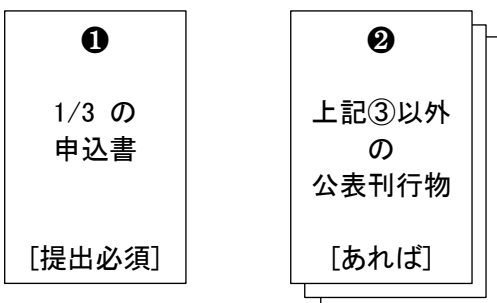 ❶
1/3 の
申込書
[提出必須]
❷
上記③以外
の
公表刊行物
[あれば]